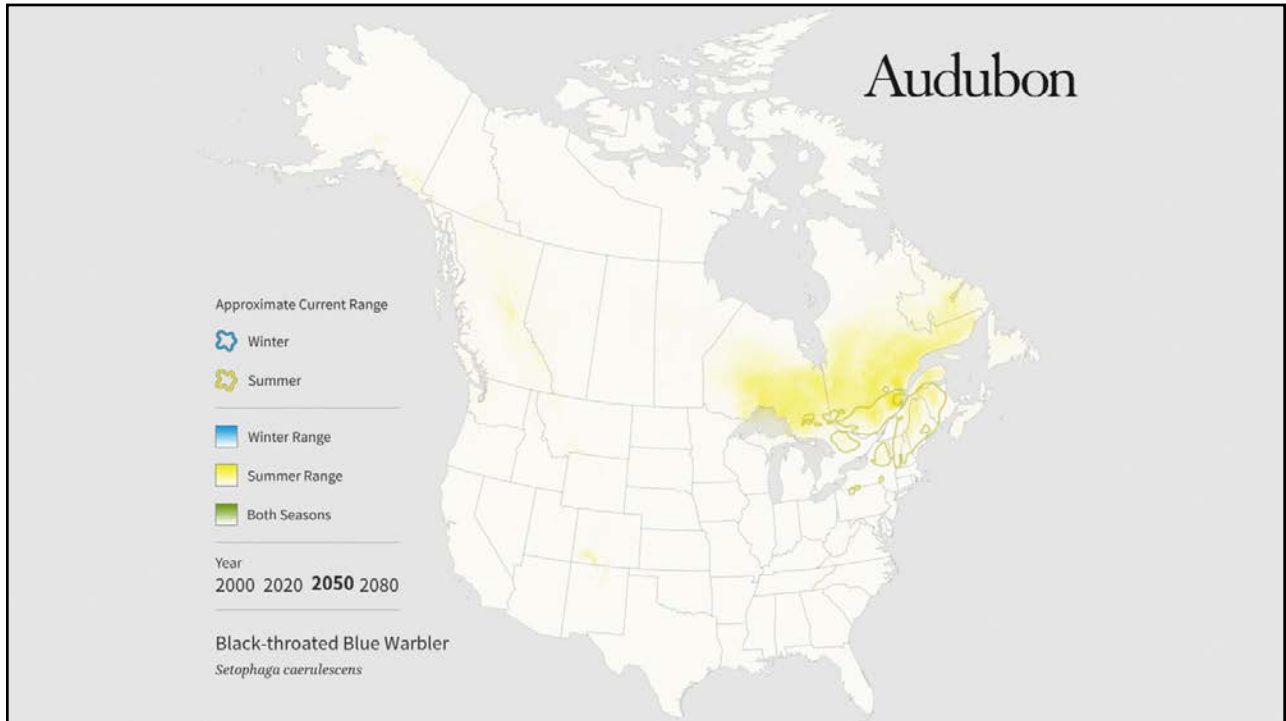 Audubon
Approximate Current Range
Winter
Summer
Winter Range
Summer Range
Both Seasons
Year
2000 2020 2050 2080
Black-throated Blue Warbler
Setophaga caerulescens